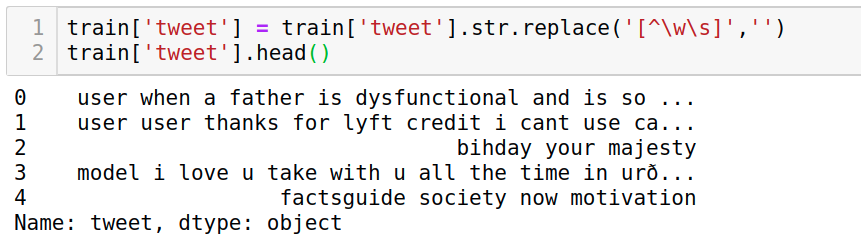 1 train['tweet'] = train['tweet'].str.replace('[^\w\s]','')
2 train['tweet'].head()
0 user when a father is dysfunctional and is so ...
1 user user thanks for lyft credit i cant use ca...
2 bihday your majesty
3 model i love u take with u all the time in urð...
4 factsguide society now motivation
Name: tweet, dtype: object